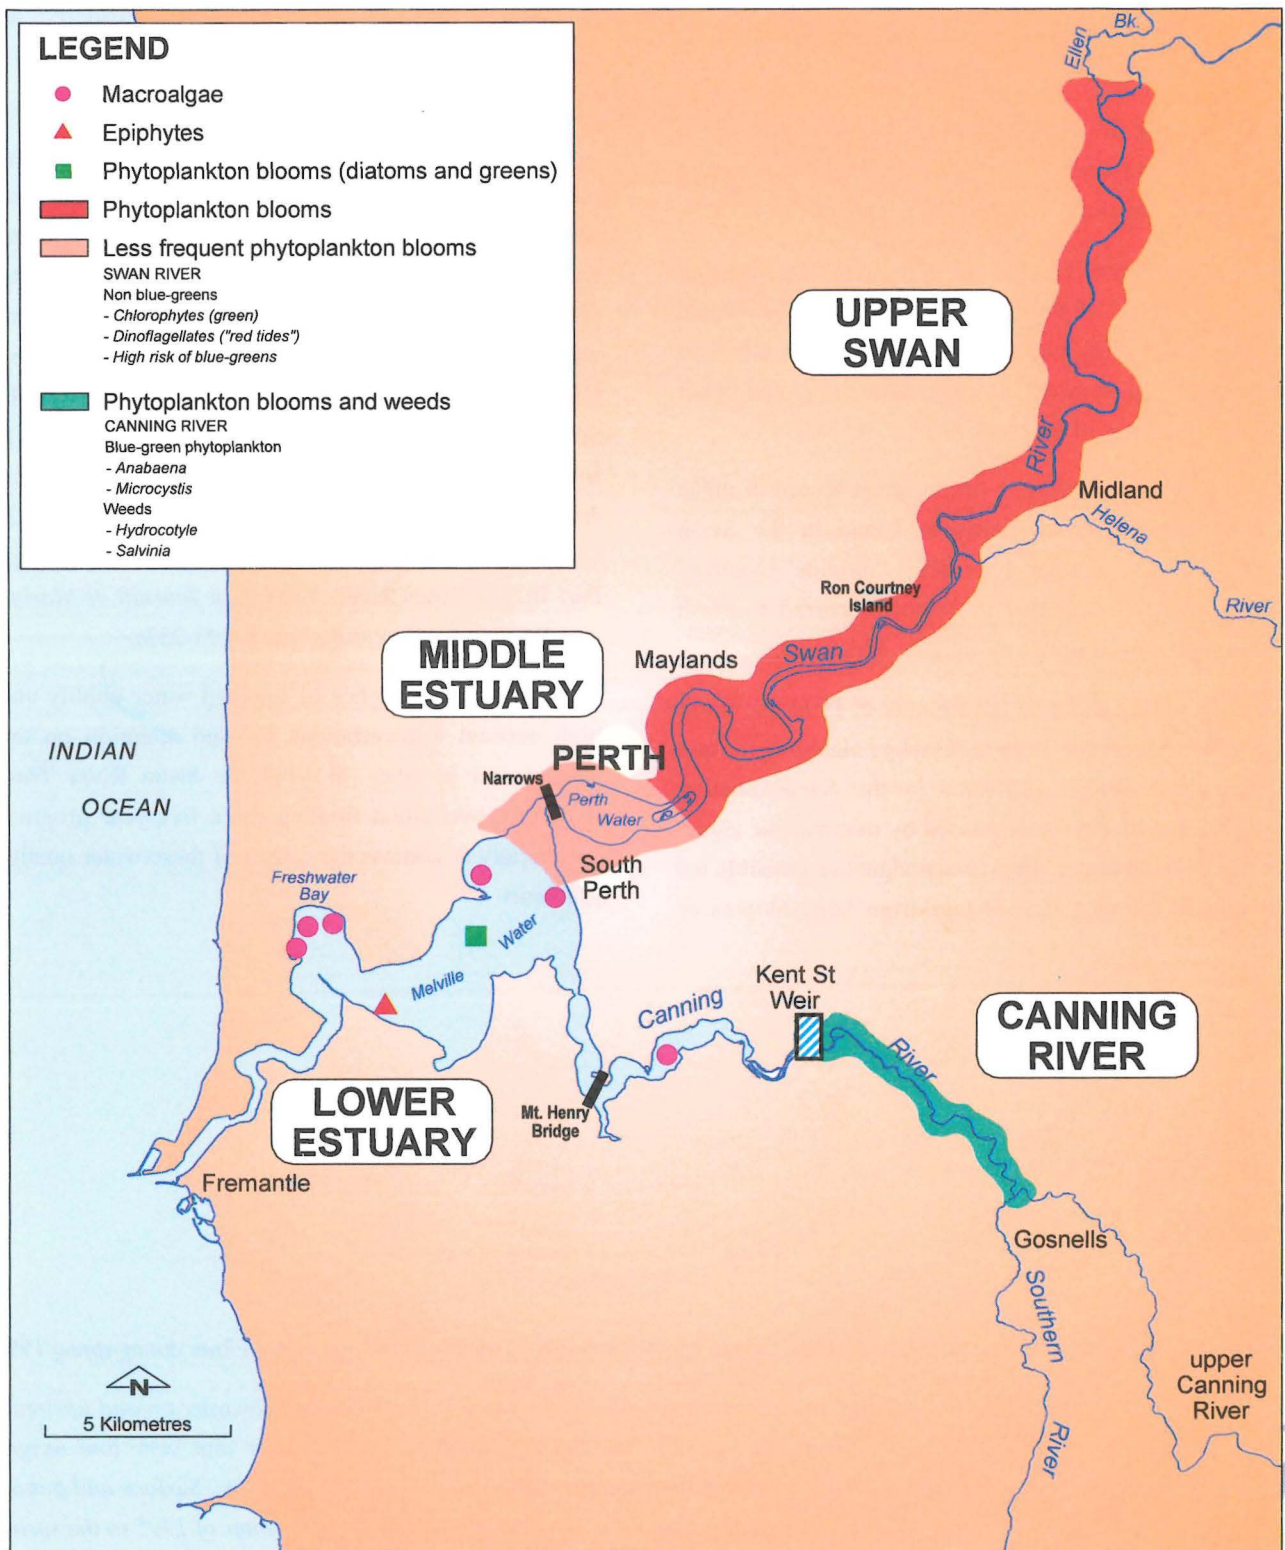 LEGEND
Macroalgae
Epiphytes
Phytoplankton blooms (diatoms and greens)
Phytoplankton blooms
Less frequent phytoplankton blooms
SWAN RIVER
Non blue-greens
- Chlorophytes (green)
- Dinoflagellates ("red tides")
- High risk of blue-greens
Phytoplankton blooms and weeds
CANNING RIVER
Blue-green phytoplankton
- Anabaena
- Microcystis
Weeds
- Hydrocotyle
- Salvinia
Ellen
Bk.
UPPER
SWAN
River
Midland
Helena
River
Ron Courtney
Island
Swan
Maylands
MIDDLE
ESTUARY
INDIAN
OCEAN
PERTH
Narrows
Perth
Water
South
Perth
Freshwater
Bay
Melville
Water
Canning
River
Kent St
Weir
CANNING
RIVER
LOWER
ESTUARY
Mt. Henry
Bridge
Fremantle
Gosnells
Southern
River
upper
Canning
River
N
5 Kilometres